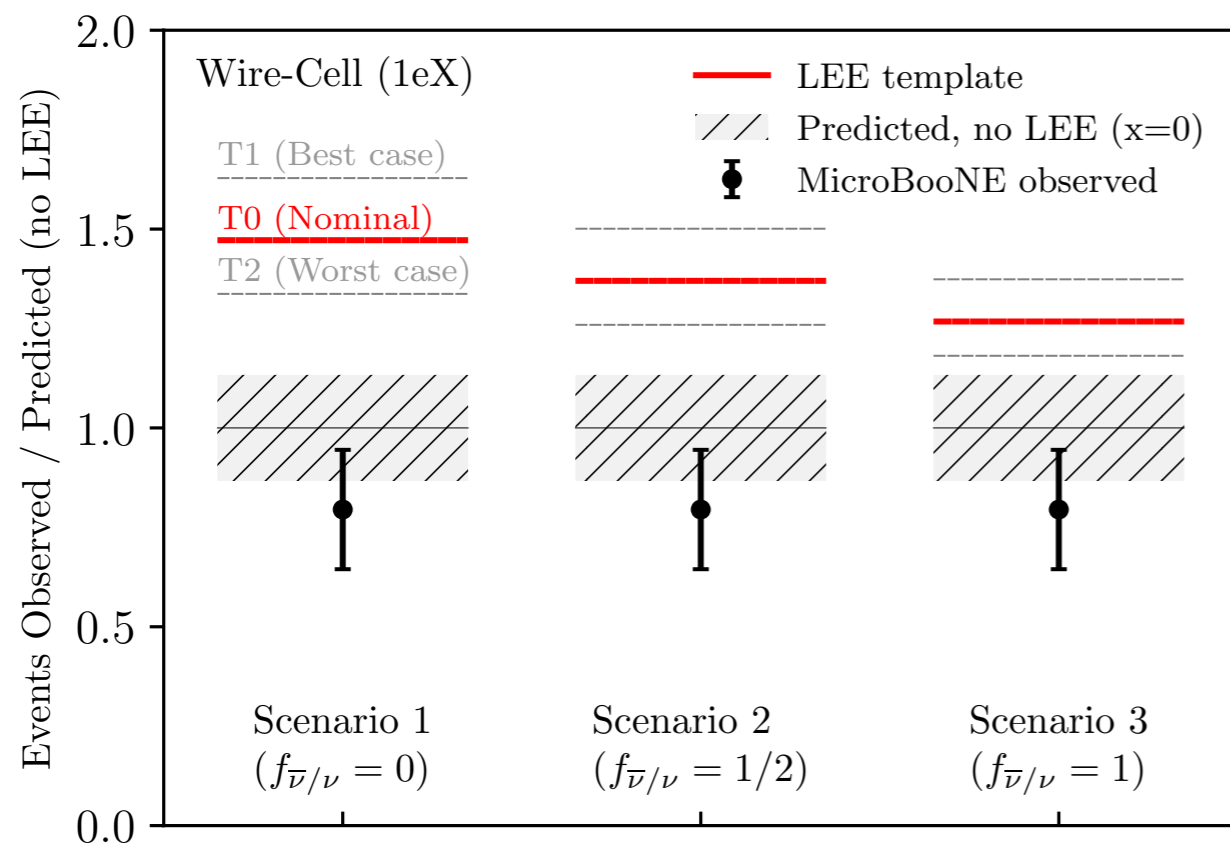 Events Observed / Predicted (no LEE)
2.0
1.5
1.0
0.5
0.0
Wire-Cell (1eX)
LEE template
Predicted, no LEE (x=0)
MicroBooNE observed
T1 (Best case)
T0 (Nominal)
T2 (Worst case)
Scenario 1
(f_{ν̅/ν} = 0)
Scenario 2
(f_{ν̅/ν} = 1/2)
Scenario 3
(f_{ν̅/ν} = 1)